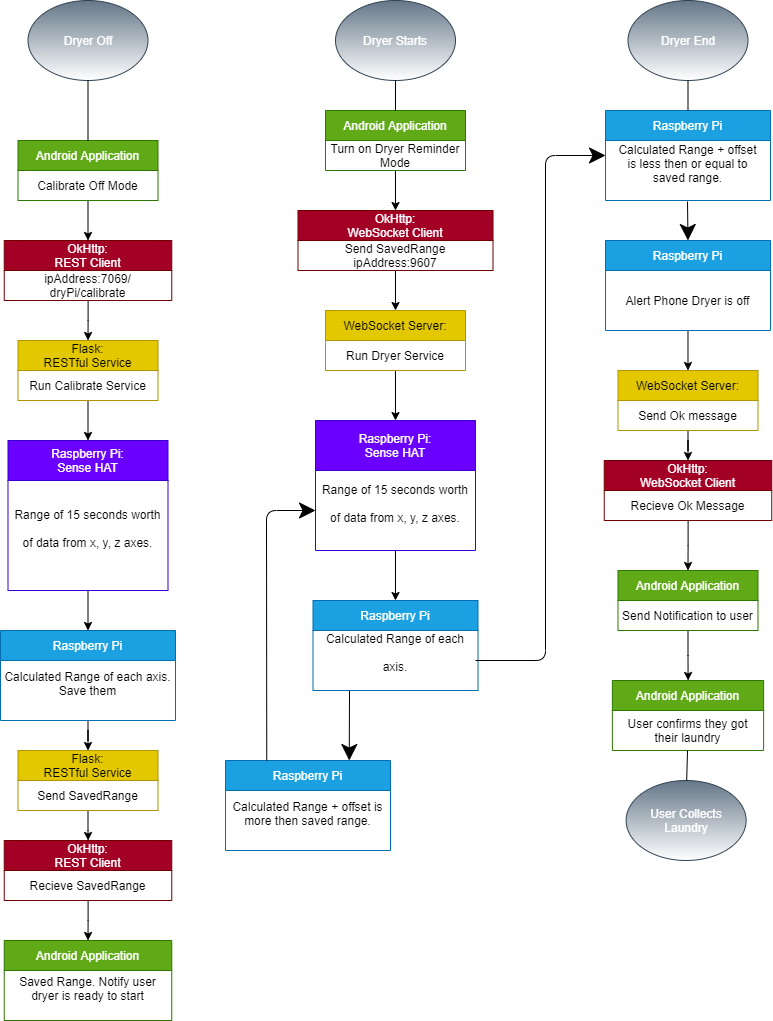 Dryer Off
Android Application
Calibrate Off Mode
OkHttp:
REST Client
ipAddress:7069/
dryPi/calibrate
Flask:
RESTful Service
Run Calibrate Service
Raspberry Pi:
Sense HAT
Range of 15 seconds worth
of data from x, y, z axes.
Raspberry Pi
Calculated Range of each axis.
Save them
Flask:
RESTful Service
Send SavedRange
OkHttp:
REST Client
Recieve SavedRange
Android Application
Saved Range. Notify user
dryer is ready to start
Dryer Starts
Android Application
Turn on Dryer Reminder
Mode
OkHttp:
WebSocket Client
Send SavedRange
ipAddress:9607
WebSocket Server:
Run Dryer Service
Raspberry Pi:
Sense HAT
Range of 15 seconds worth
of data from x, y, z axes.
Raspberry Pi
Calculated Range of each
axis.
Raspberry Pi
Calculated Range + offset is
more then saved range.
Dryer End
Raspberry Pi
Calculated Range + offset
is less then or equal to
saved range.
Raspberry Pi
Alert Phone Dryer is off
WebSocket Server:
Send Ok message
OkHttp:
WebSocket Client
Recieve Ok Message
Android Application
Send Notification to user
Android Application
User confirms they got
their laundry
User Collects
Laundry